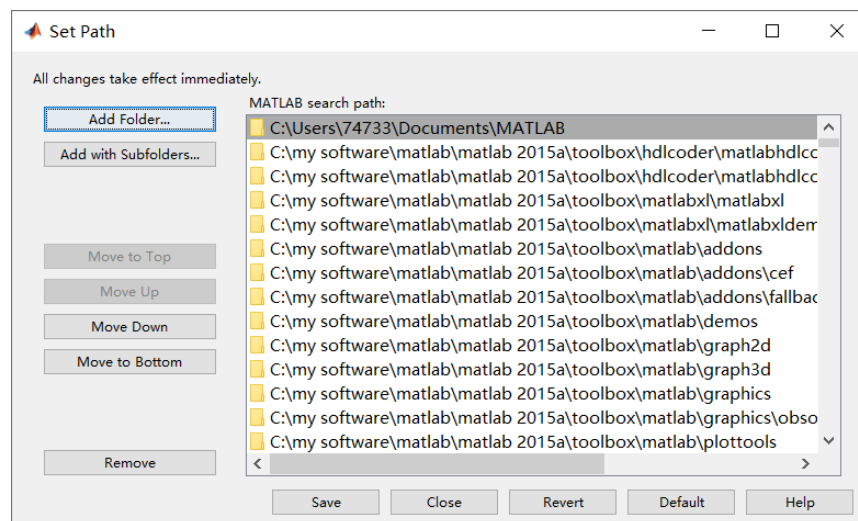 Set Path
All changes take effect immediately.
MATLAB search path:
Add Folder...
Add with Subfolders...
Move to Top
Move Up
Move Down
Move to Bottom
Remove
C:\Users\74733\Documents\MATLAB
C:\my software\matlab\matlab 2015a\toolbox\hdlcoder\matlabhdlcc
C:\my software\matlab\matlab 2015a\toolbox\hdlcoder\matlabhdlcc
C:\my software\matlab\matlab 2015a\toolbox\matlabxl\matlabxl
C:\my software\matlab\matlab 2015a\toolbox\matlabxl\matlabxldem
C:\my software\matlab\matlab 2015a\toolbox\matlab\addons
C:\my software\matlab\matlab 2015a\toolbox\matlab\addons\cef
C:\my software\matlab\matlab 2015a\toolbox\matlab\addons\fallbac
C:\my software\matlab\matlab 2015a\toolbox\matlab\demos
C:\my software\matlab\matlab 2015a\toolbox\matlab\graph2d
C:\my software\matlab\matlab 2015a\toolbox\matlab\graph3d
C:\my software\matlab\matlab 2015a\toolbox\matlab\graphics
C:\my software\matlab\matlab 2015a\toolbox\matlab\graphics\obso
C:\my software\matlab\matlab 2015a\toolbox\matlab\plottools
Save
Close
Revert
Default
Help